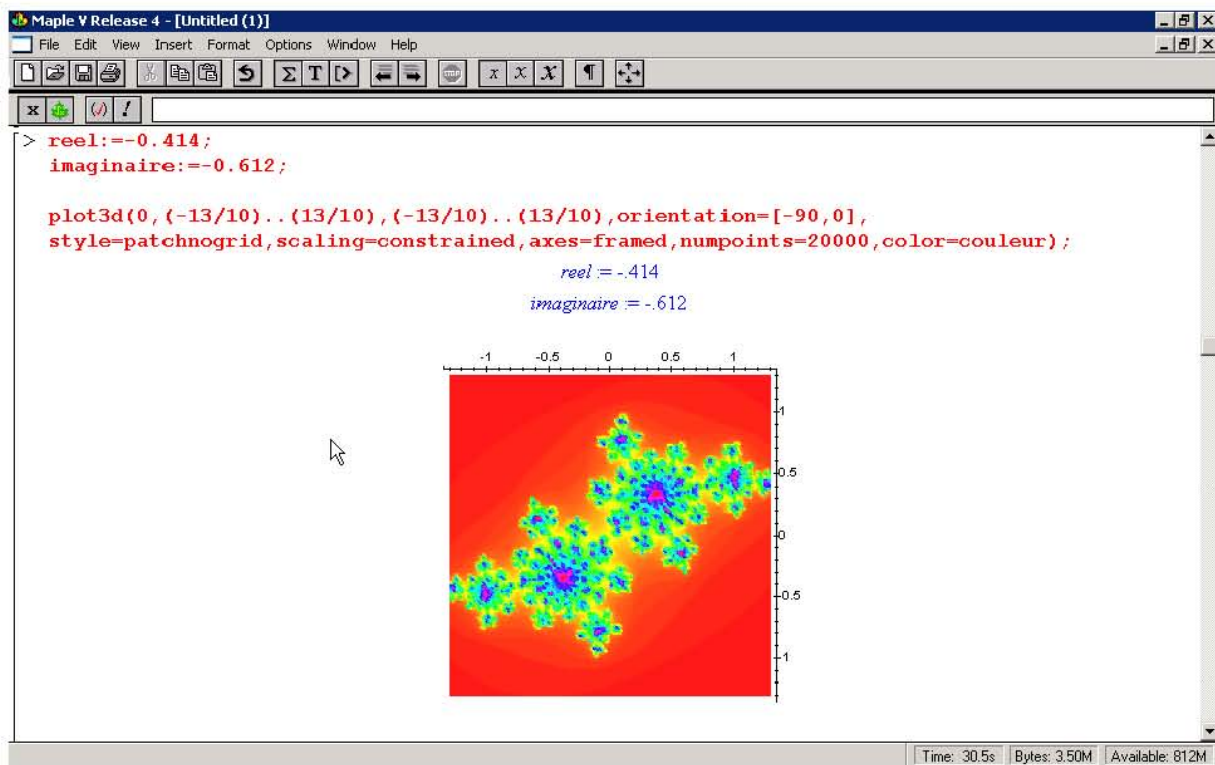 Maple V Release 4 - [Untitled (1)]
File Edit View Insert Format Options Window Help
Σ T [> STOP x x x ¶
x (√) !
> reel:=-0.414;
imaginaire:=-0.612;
plot3d(0,(-13/10)..(13/10),(-13/10)..(13/10),orientation=[-90,0],
style=patchnogrid,scaling=constrained,axes=framed,numpoints=20000,color=couleur);
reel := -.414
imaginaire := -.612
-1 -0.5 0 0.5 1
1
0.5
0
-0.5
-1
Time: 30.5s Bytes: 3.50M Available: 812M